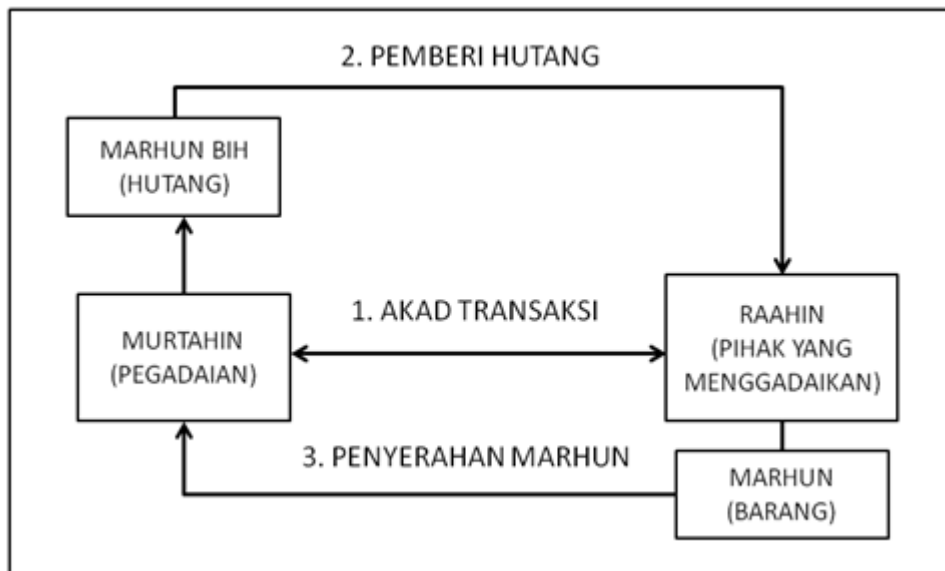 2. PEMBERI HUTANG
MARHUN BIH
(HUTANG)
1. AKAD TRANSAKSI
MURTAHIN
(PEGADAIAN)
RAAHIN
(PIHAK YANG
MENGGADAIKAN)
3. PENYERAHAN MARHUN
MARHUN
(BARANG)